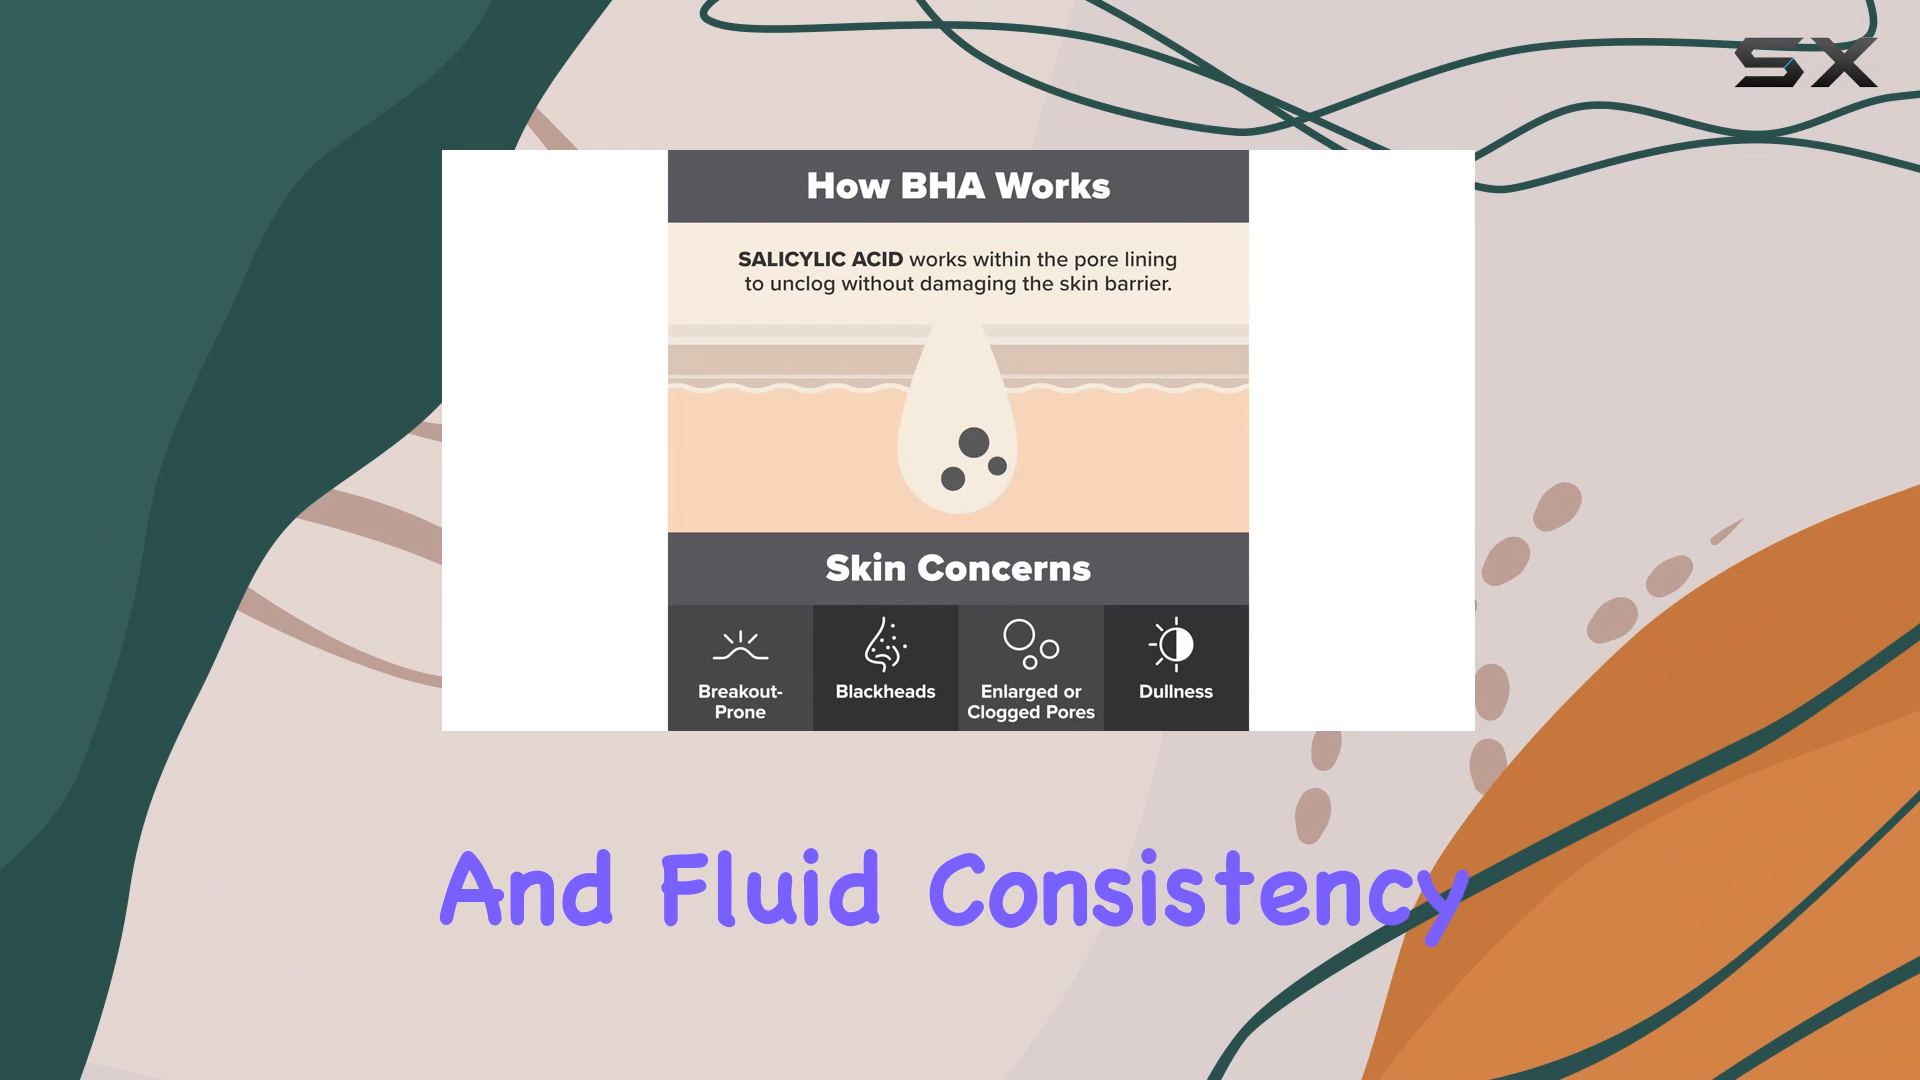 SX
How BHA Works
SALICYLIC ACID works within the pore lining
to unclog without damaging the skin barrier.
Skin Concerns
Breakout-
Prone
Blackheads
Enlarged or
Clogged Pores
Dullness
And Fluid Consistency